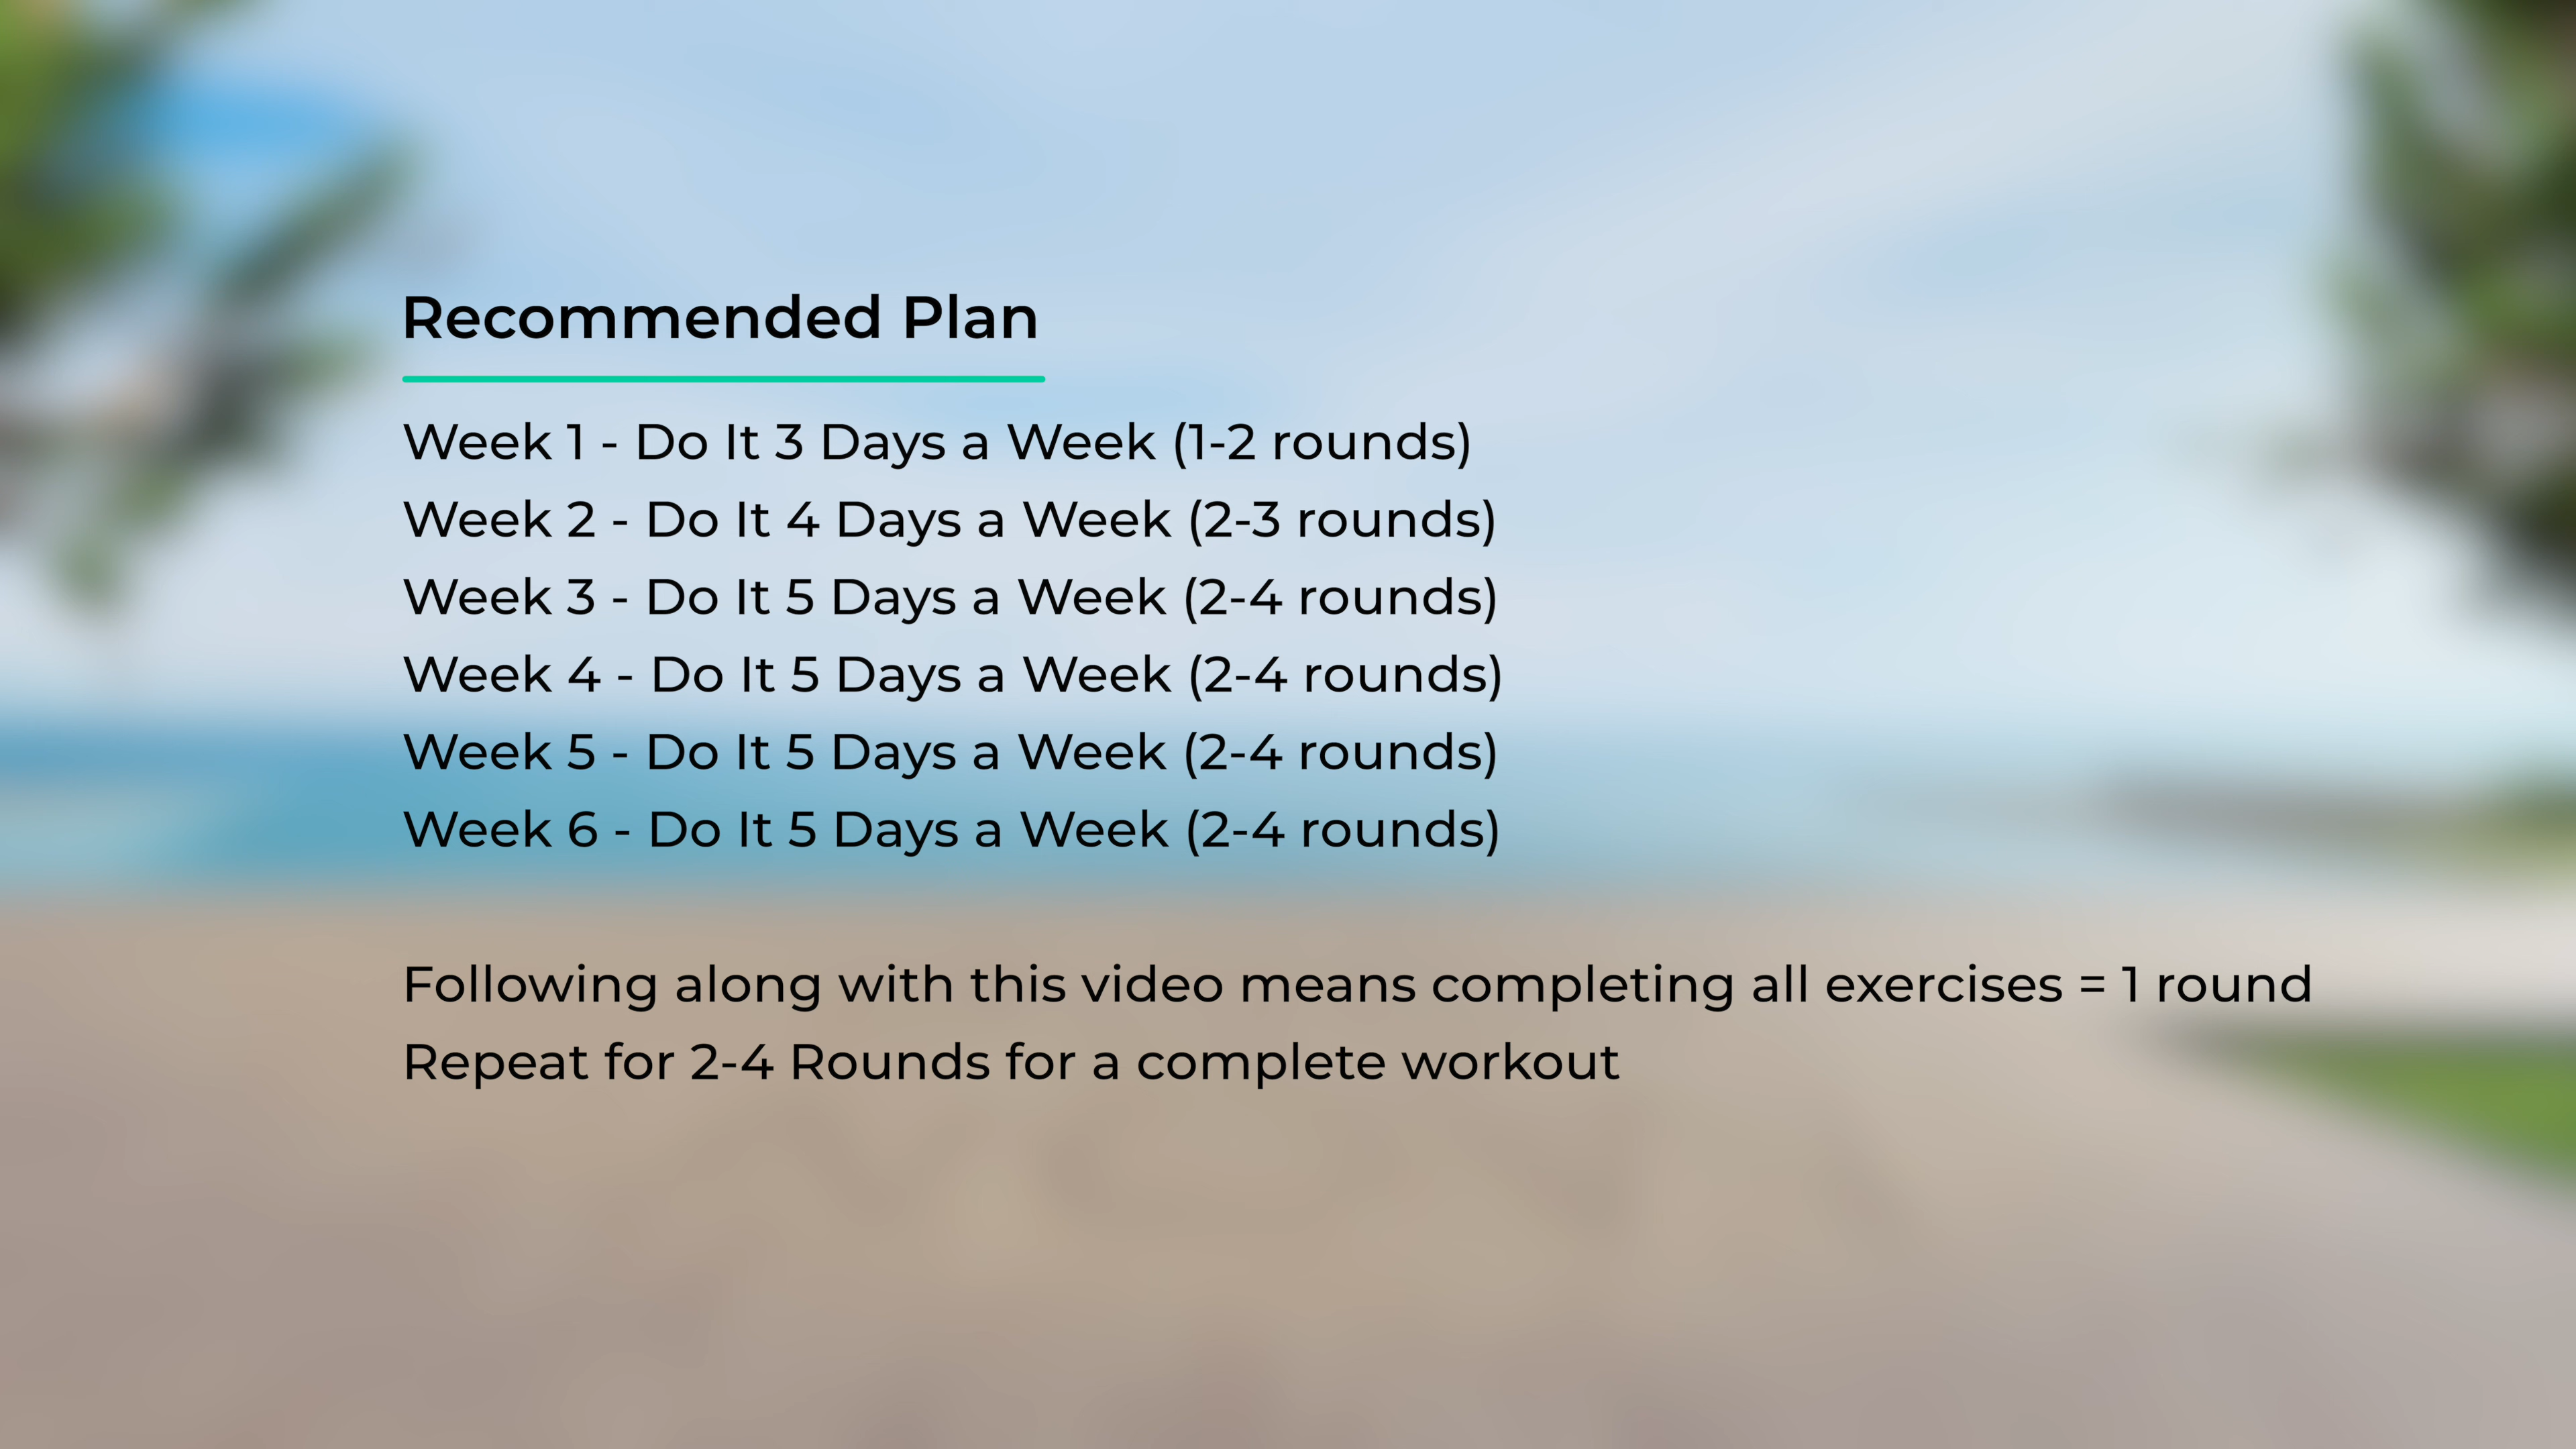 Recommended Plan
Week 1 - Do It 3 Days a Week (1-2 rounds)
Week 2 - Do It 4 Days a Week (2-3 rounds)
Week 3 - Do It 5 Days a Week (2-4 rounds)
Week 4 - Do It 5 Days a Week (2-4 rounds)
Week 5 - Do It 5 Days a Week (2-4 rounds)
Week 6 - Do It 5 Days a Week (2-4 rounds)
Following along with this video means completing all exercises = 1 round
Repeat for 2-4 Rounds for a complete workout